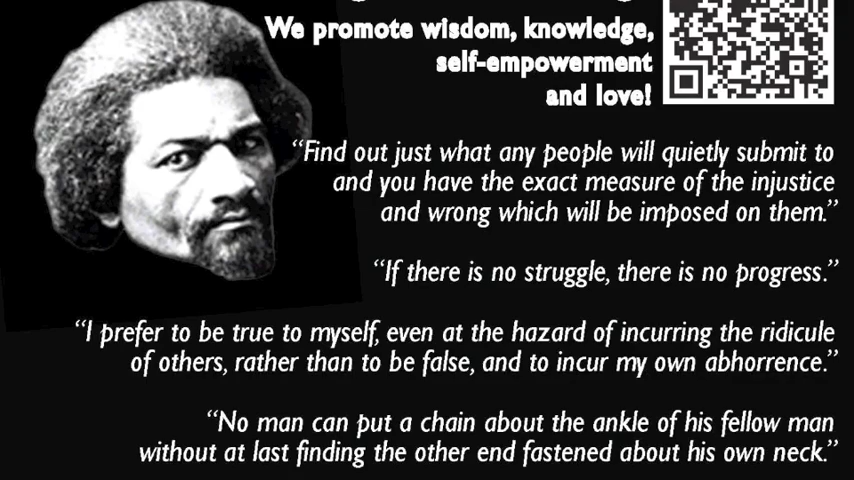 We promote wisdom, knowledge,
self-empowerment
and love!
“Find out just what any people will quietly submit to
and you have the exact measure of the injustice
and wrong which will be imposed on them.”
“If there is no struggle, there is no progress.”
“I prefer to be true to myself, even at the hazard of incurring the ridicule
of others, rather than to be false, and to incur my own abhorrence.”
“No man can put a chain about the ankle of his fellow man
without at last finding the other end fastened about his own neck.”